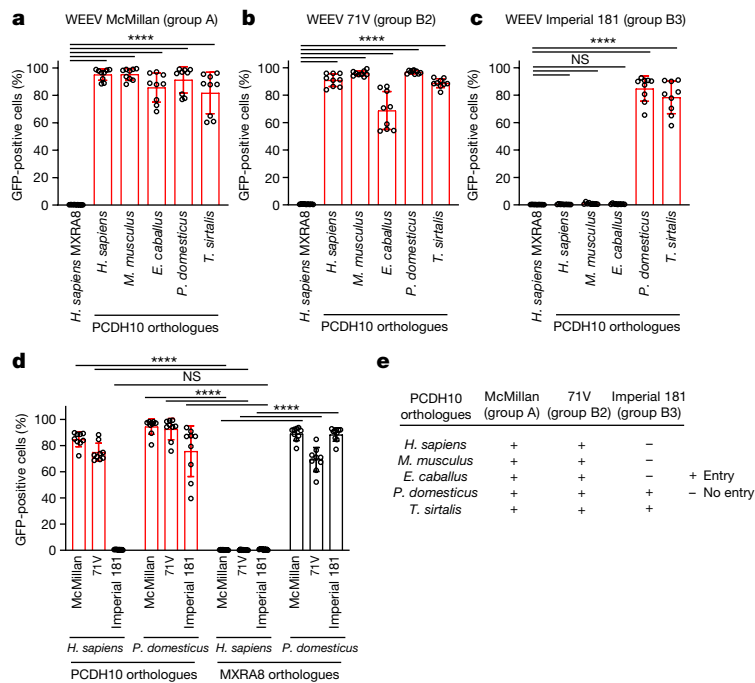 a WEEV McMillan (group A)
****
GFP-positive cells (%)
100
80
60
40
20
0
H. sapiens MXRA8
H. sapiens
M. musculus
E. caballus
P. domesticus
T. sirtalis
PCDH10 orthologues
b WEEV 71V (group B2)
****
GFP-positive cells (%)
100
80
60
40
20
0
H. sapiens MXRA8
H. sapiens
M. musculus
E. caballus
P. domesticus
T. sirtalis
PCDH10 orthologues
c WEEV Imperial 181 (group B3)
****
NS
GFP-positive cells (%)
100
80
60
40
20
0
H. sapiens MXRA8
H. sapiens
M. musculus
E. caballus
P. domesticus
T. sirtalis
PCDH10 orthologues
d
****
NS
****
****
GFP-positive cells (%)
100
80
60
40
20
0
McMillan
71V
Imperial 181
McMillan
71V
Imperial 181
McMillan
71V
Imperial 181
McMillan
71V
Imperial 181
H. sapiens P. domesticus H. sapiens P. domesticus
PCDH10 orthologues MXRA8 orthologues
e
PCDH10 McMillan 71V Imperial 181
orthologues (group A) (group B2) (group B3)
H. sapiens + + −
M. musculus + + −
E. caballus + + − + Entry
P. domesticus + + + − No entry
T. sirtalis + + +